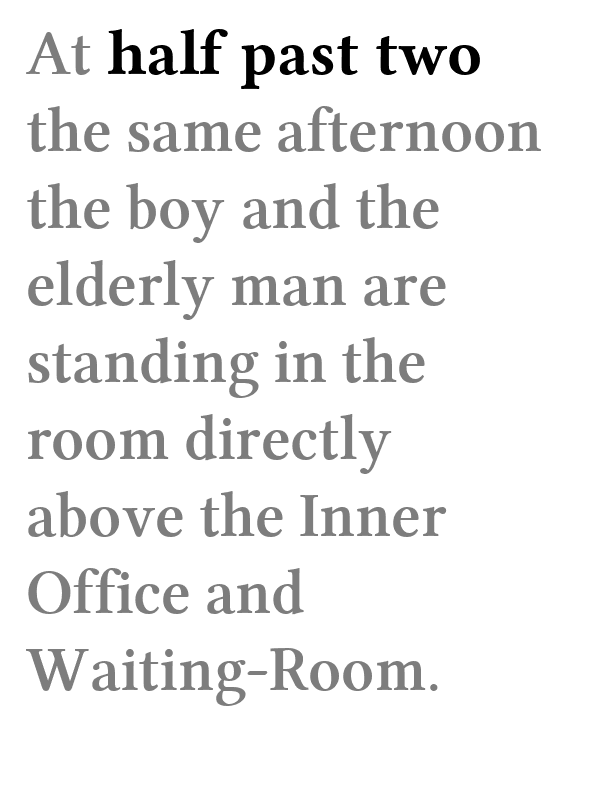 At half past two
the same afternoon
the boy and the
elderly man are
standing in the
room directly
above the Inner
Office and
Waiting-Room.